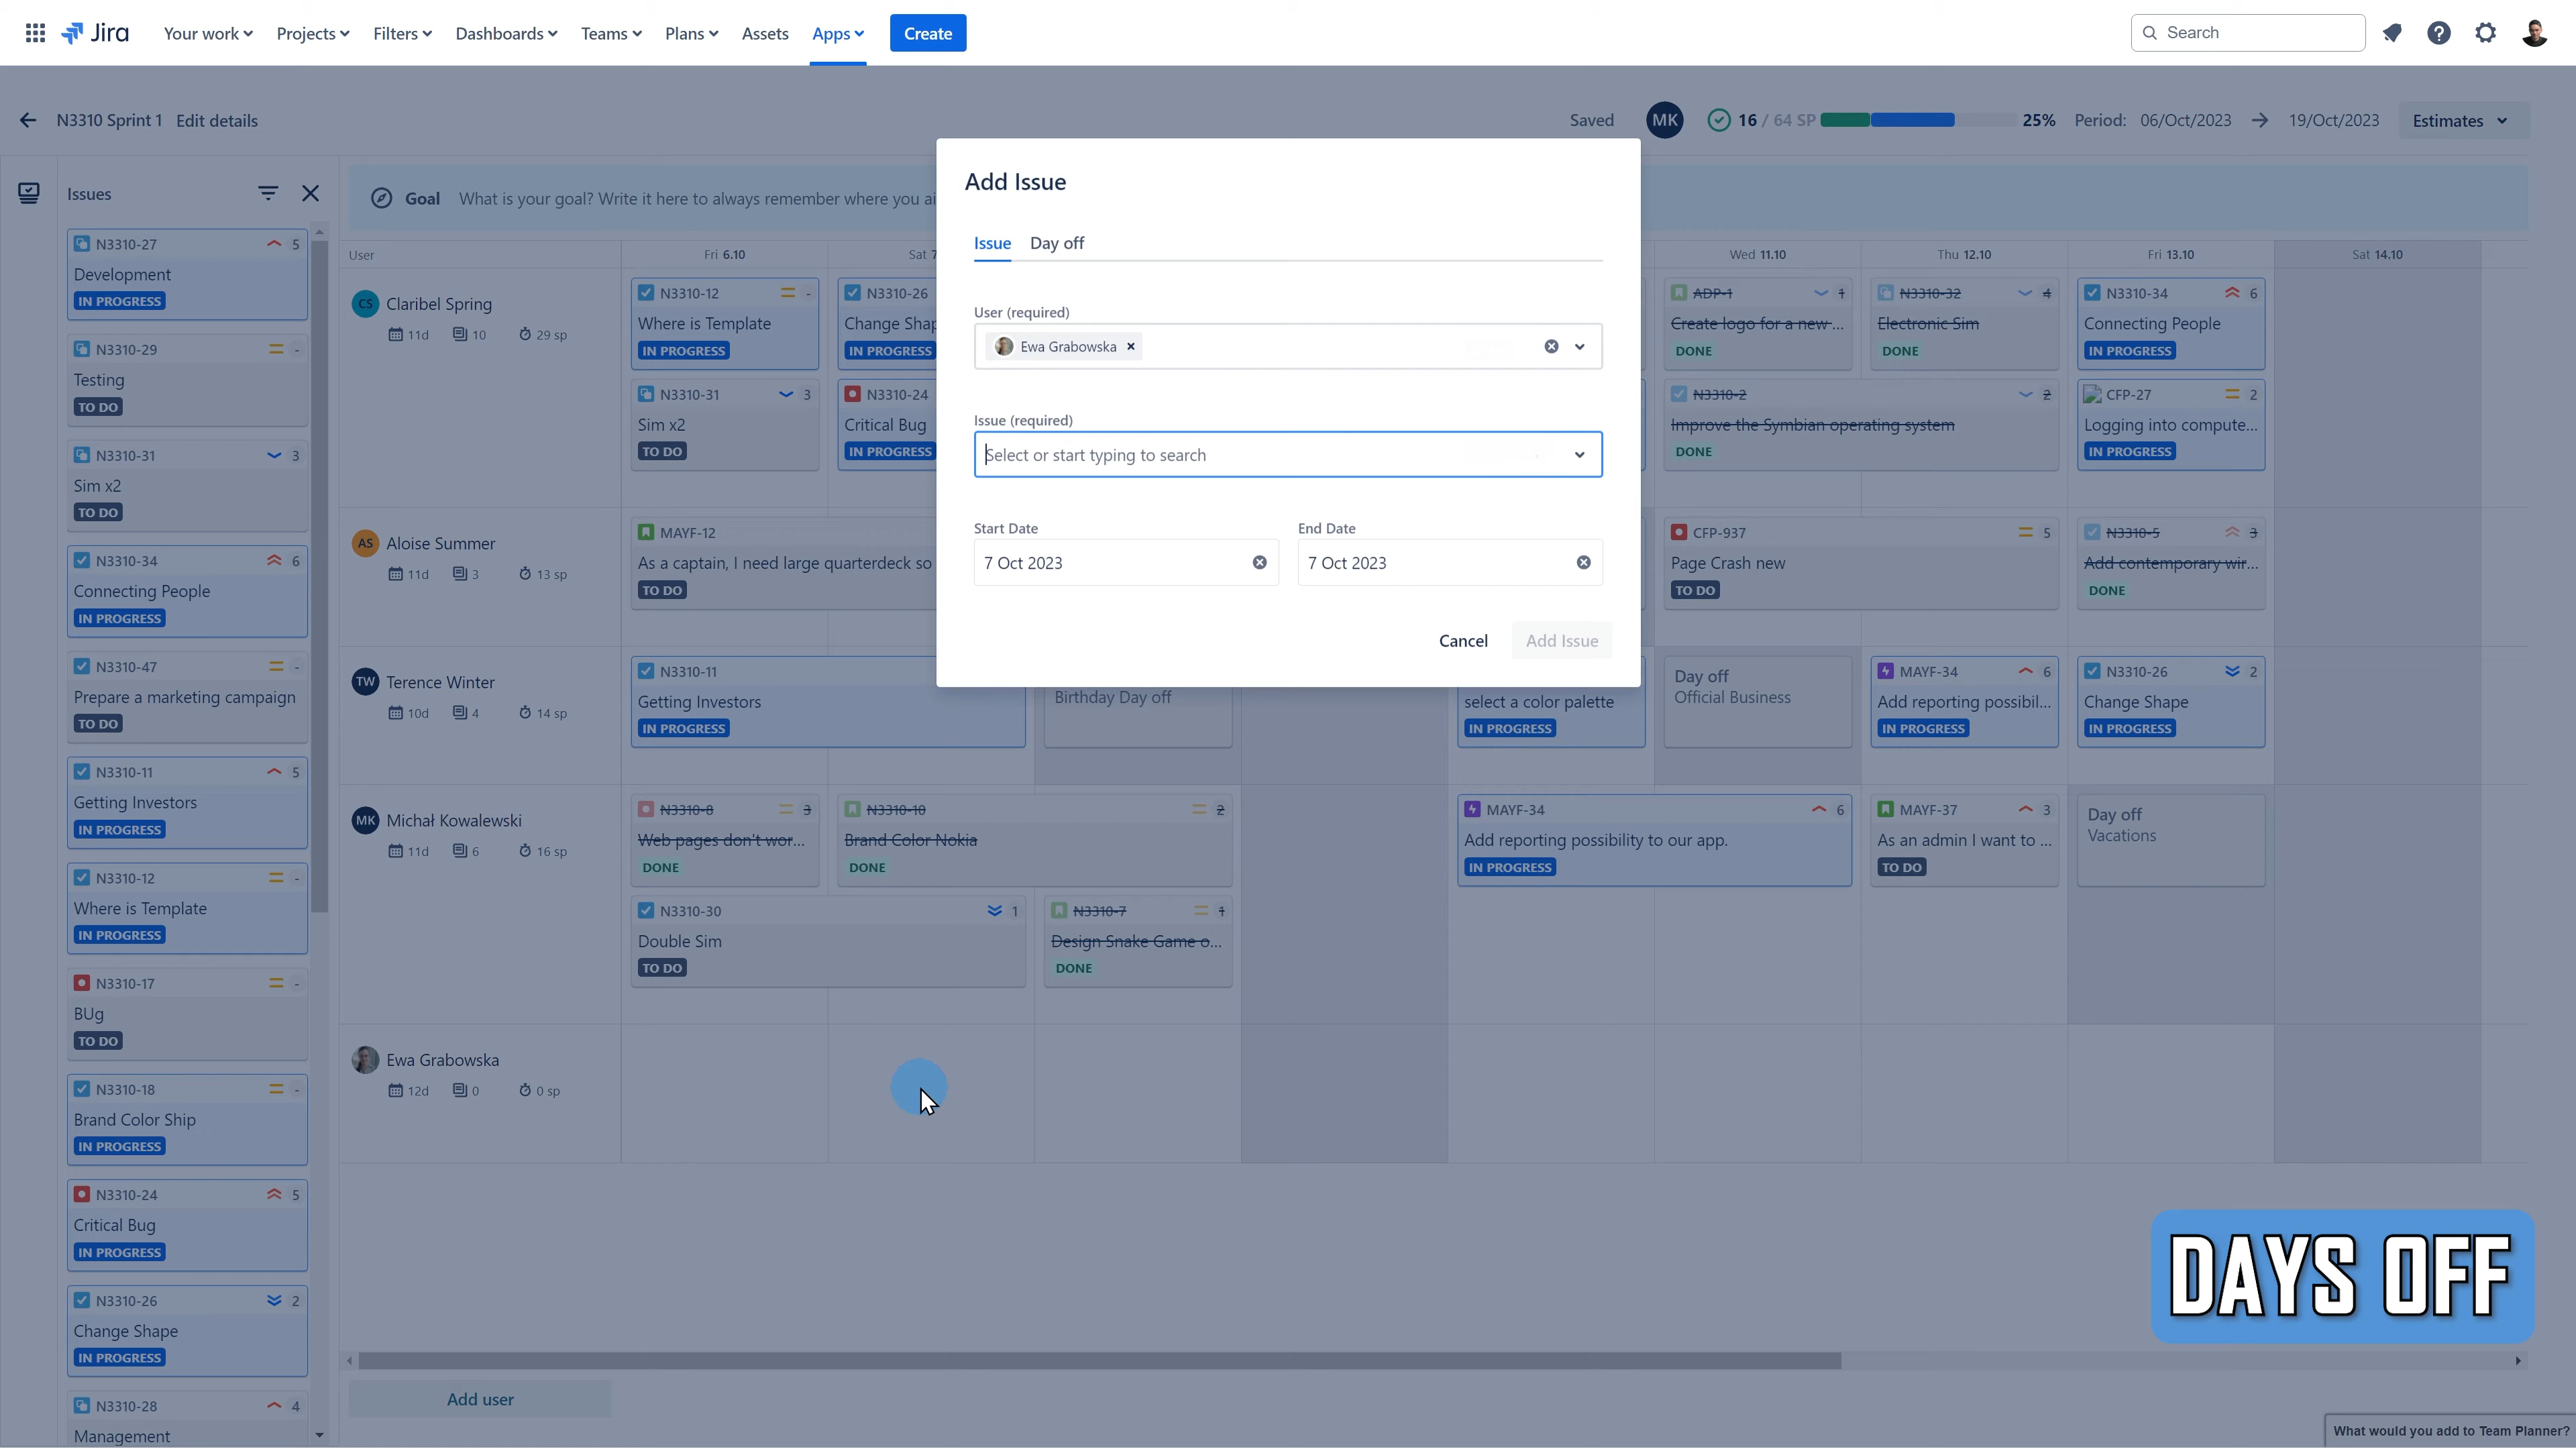 Jira
Your work
Projects
Filters
Dashboards
Teams
Plans
Assets
Apps
Create
Search
N3310 Sprint 1
Edit details
Saved
MK
16 / 64 SP
25%
Period:
06/Oct/2023
19/Oct/2023
Estimates
Issues
N3310-27
5
Development
IN PROGRESS
N3310-29
-
Testing
TO DO
N3310-31
3
Sim x2
TO DO
N3310-34
6
Connecting People
IN PROGRESS
N3310-47
-
Prepare a marketing campaign
TO DO
N3310-11
5
Getting Investors
IN PROGRESS
N3310-12
-
Where is Template
IN PROGRESS
N3310-17
-
BUg
TO DO
N3310-18
-
Brand Color Ship
IN PROGRESS
N3310-24
5
Critical Bug
IN PROGRESS
N3310-26
2
Change Shape
IN PROGRESS
N3310-28
4
Management
Goal
What is your goal? Write it here to always remember where you ai
User
Fri 6.10
Sat 7
Wed 11.10
Thu 12.10
Fri 13.10
Sat 14.10
CS
Claribel Spring
11d
10
29 sp
N3310-12
-
Where is Template
IN PROGRESS
N3310-26
Change Shap
IN PROGRESS
N3310-31
3
Sim x2
TO DO
N3310-24
Critical Bug
IN PROGRESS
ADP-1
1
Create logo for a new ...
DONE
N3310-32
4
Electronic Sim
DONE
N3310-34
6
Connecting People
IN PROGRESS
N3310-2
2
Improve the Symbian operating system
DONE
CFP-27
2
Logging into compute...
IN PROGRESS
AS
Aloise Summer
11d
3
13 sp
MAYF-12
As a captain, I need large quarterdeck so
TO DO
CFP-937
5
Page Crash new
TO DO
N3310-5
3
Add contemporary wir...
DONE
TW
Terence Winter
10d
4
14 sp
N3310-11
Getting Investors
IN PROGRESS
Birthday Day off
select a color palette
IN PROGRESS
Day off
Official Business
MAYF-34
6
Add reporting possibil...
IN PROGRESS
N3310-26
2
Change Shape
IN PROGRESS
MK
Michał Kowalewski
11d
6
16 sp
N3310-8
3
Web pages don't wor...
DONE
N3310-10
2
Brand Color Nokia
DONE
MAYF-34
6
Add reporting possibility to our app.
IN PROGRESS
MAYF-37
3
As an admin I want to ...
TO DO
Day off
Vacations
N3310-30
1
Double Sim
TO DO
N3310-7
1
Design Snake Game o...
DONE
Ewa Grabowska
12d
0
0 sp
Add Issue
Issue
Day off
User (required)
Ewa Grabowska
Issue (required)
Select or start typing to search
Start Date
End Date
7 Oct 2023
7 Oct 2023
Cancel
Add Issue
DAYS OFF
Add user
What would you add to Team Planner?